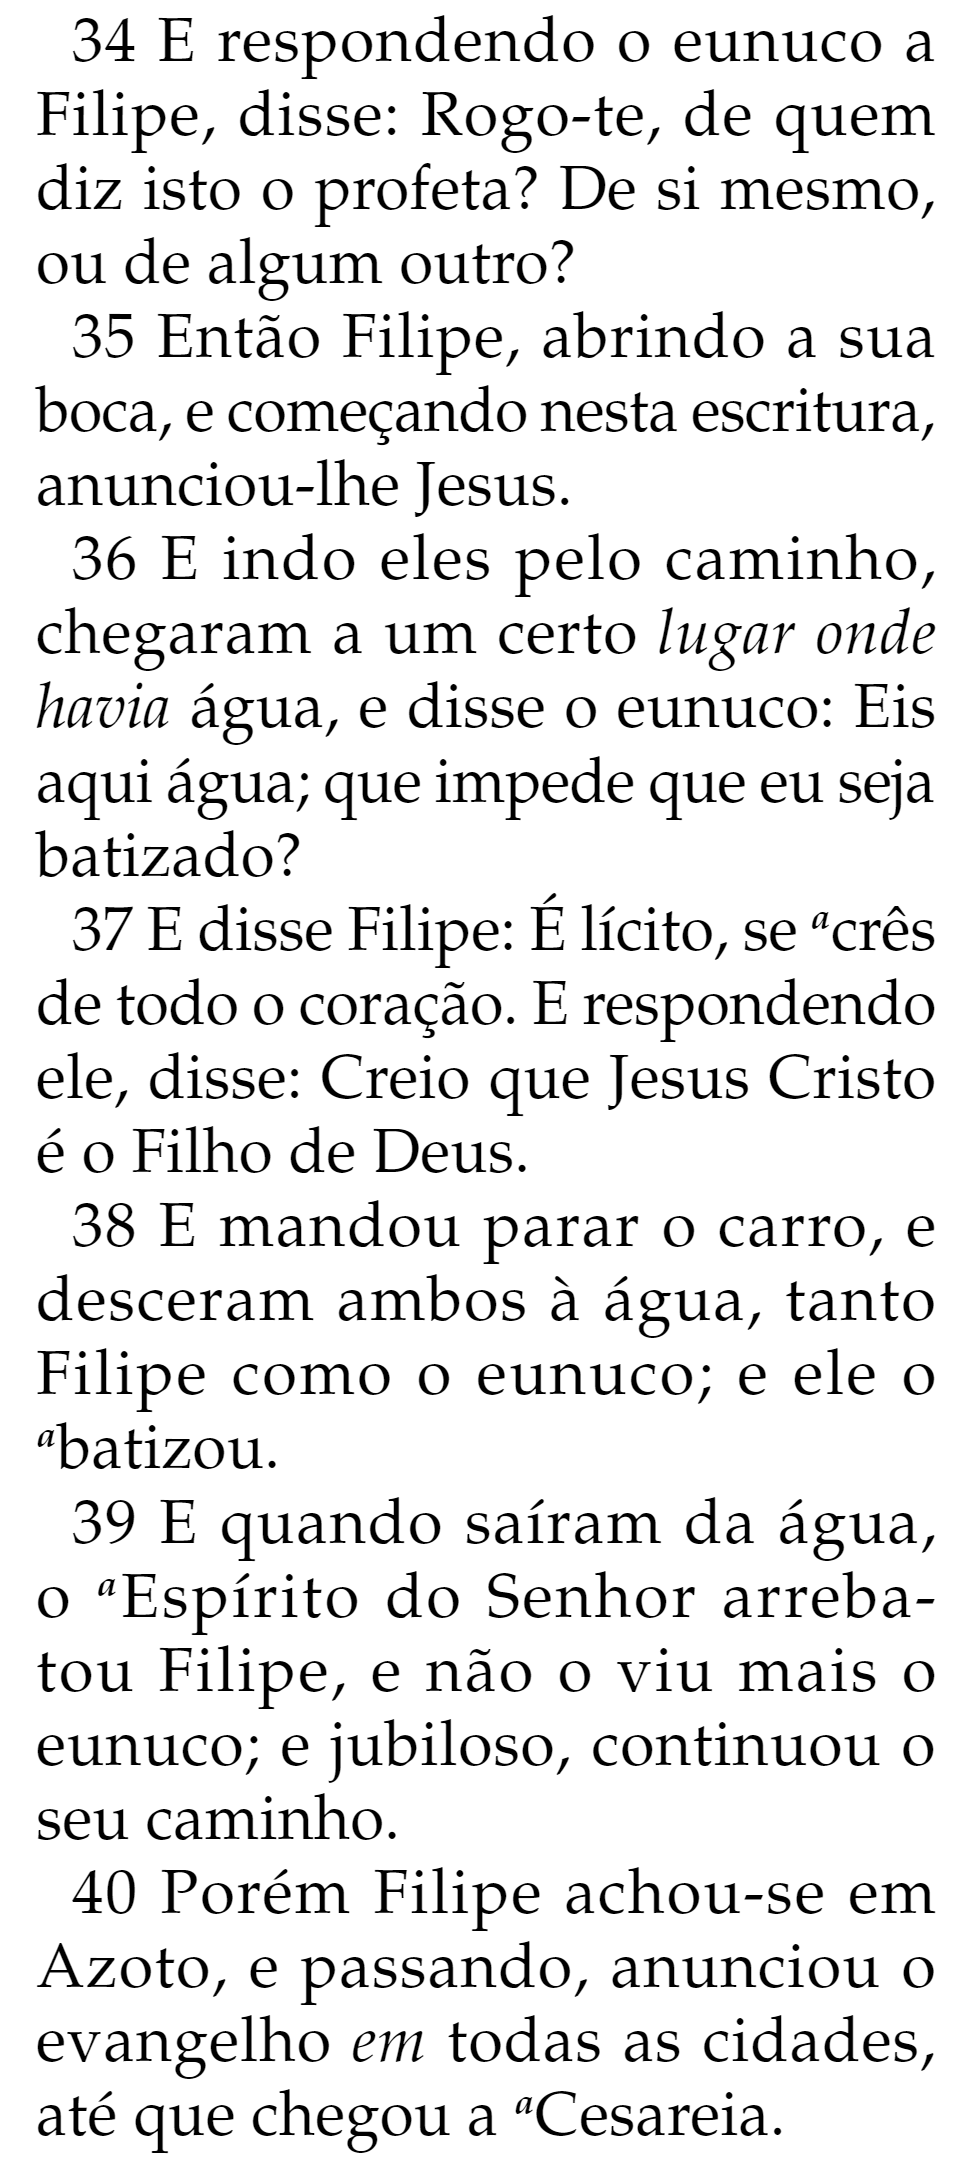 34 E respondendo o eunuco a
Filipe, disse: Rogo-te, de quem
diz isto o profeta? De si mesmo,
ou de algum outro?
35 Então Filipe, abrindo a sua
boca, e começando nesta escritura,
anunciou-lhe Jesus.
36 E indo eles pelo caminho,
chegaram a um certo lugar onde
havia água, e disse o eunuco: Eis
aqui água; que impede que eu seja
batizado?
37 E disse Filipe: É lícito, se acrês
de todo o coração. E respondendo
ele, disse: Creio que Jesus Cristo
é o Filho de Deus.
38 E mandou parar o carro, e
desceram ambos à água, tanto
Filipe como o eunuco; e ele o
abatizou.
39 E quando saíram da água,
o aEspírito do Senhor arreba-
tou Filipe, e não o viu mais o
eunuco; e jubiloso, continuou o
seu caminho.
40 Porém Filipe achou-se em
Azoto, e passando, anunciou o
evangelho em todas as cidades,
até que chegou a aCesareia.